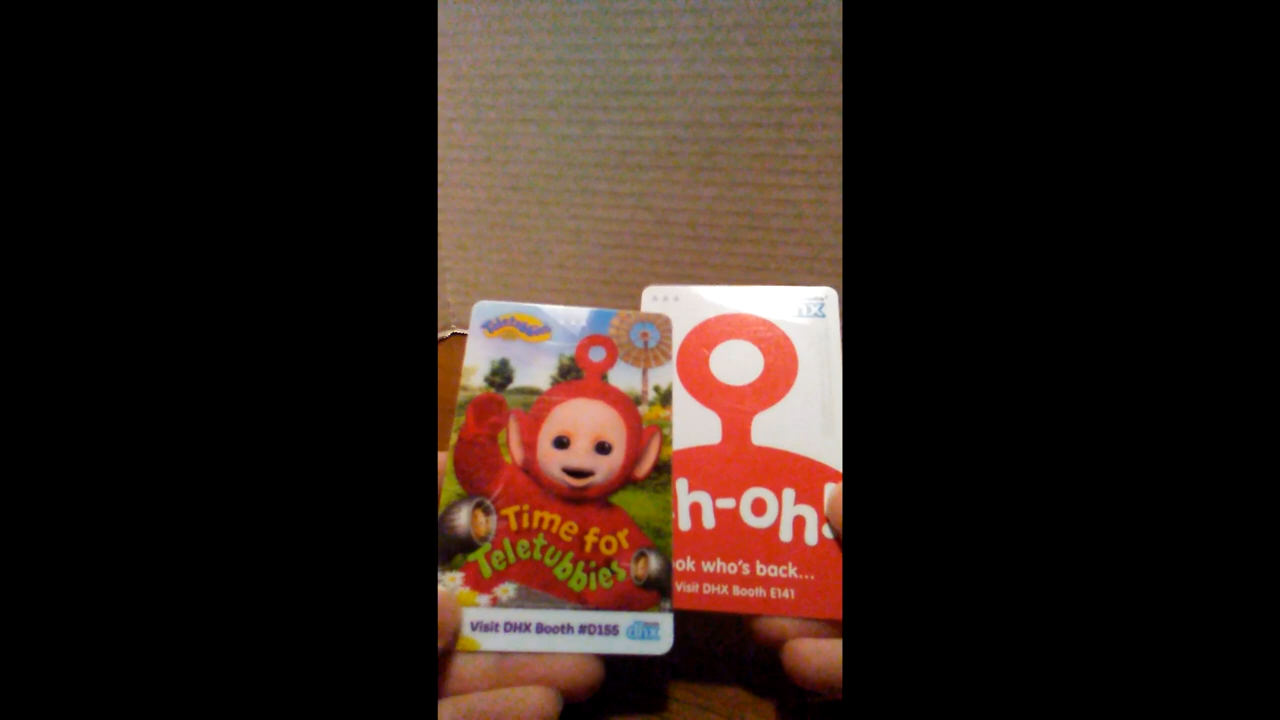 Teletubbies
Time for
Teletubbies
Visit DHX Booth #D155
dhx
h-oh!
ok who's back...
Visit DHX Booth E141